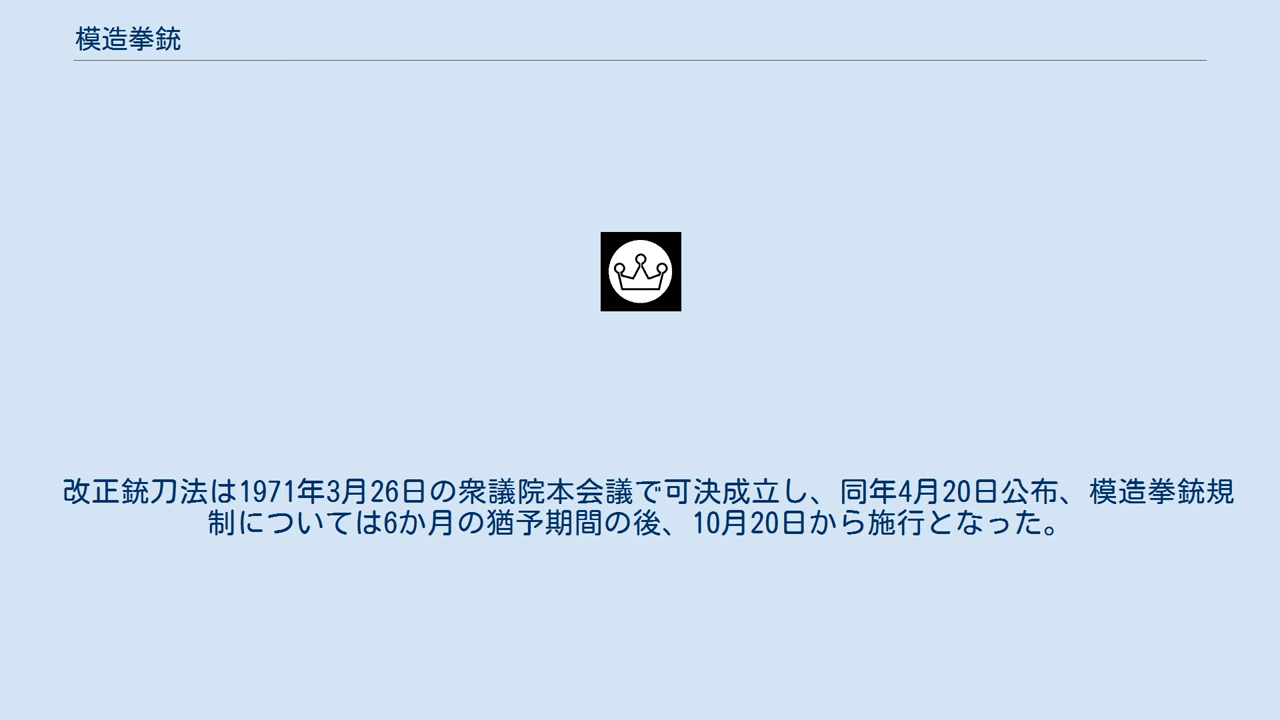 模造拳銃
改正銃刀法は1971年3月26日の衆議院本会議で可決成立し、同年4月20日公布、模造拳銃規
制については6か月の猶予期間の後、10月20日から施行となった。